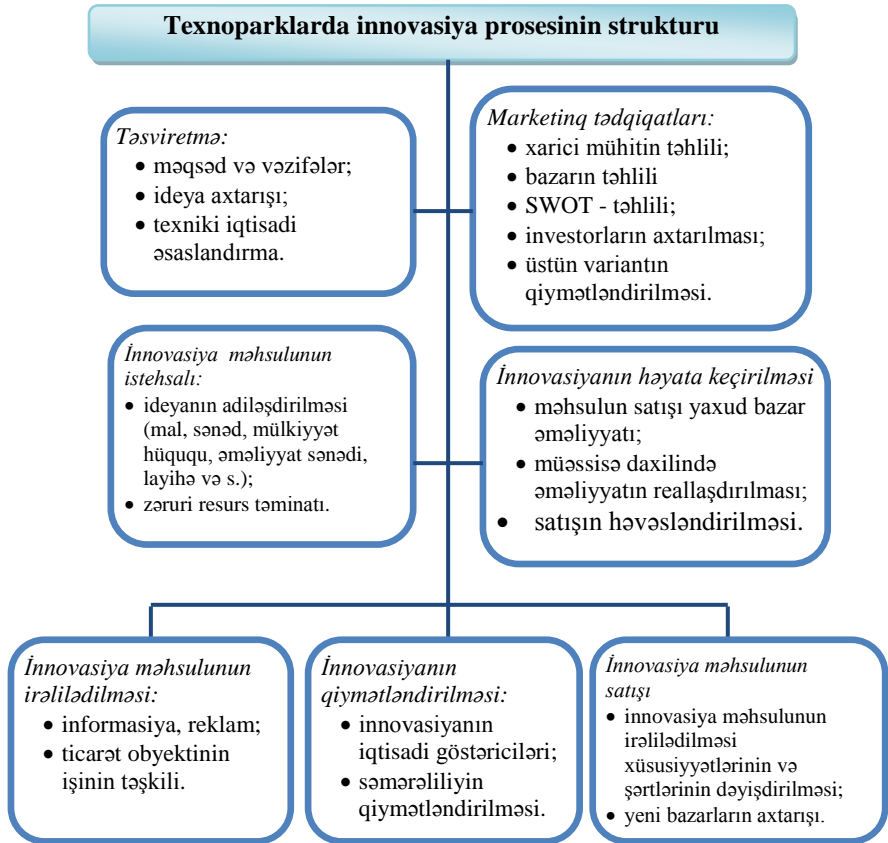 Texnoparklarda innovasiya prosesinin strukturu
Təsviretmə:
• məqsəd və vəzifələr;
• ideya axtarışı;
• texniki iqtisadi
əsaslandırma.
Marketinq tədqiqatları:
• xarici mühitin təhlili;
• bazarın təhlili
• SWOT - təhlili;
• investorların axtarılması;
• üstün variantın
qiymətləndirilməsi.
İnnovasiya məhsulunun
istehsalı:
• ideyanın adiləşdirilməsi
(mal, sənəd, mülkiyyət
hüququ, əməliyyat sənədi,
layihə və s.);
• zəruri resurs təminatı.
İnnovasiyanın həyata keçirilməsi
• məhsulun satışı yaxud bazar
əməliyyatı;
• müəssisə daxilində
əməliyyatın reallaşdırılması;
• satışın həvəsləndirilməsi.
İnnovasiya məhsulunun
irəlilədilməsi:
• informasiya, reklam;
• ticarət obyektinin
işinin təşkili.
İnnovasiyanın
qiymətləndirilməsi:
• innovasiyanın
iqtisadi göstəriciləri;
• səmərəliliyin
qiymətləndirilməsi.
İnnovasiya məhsulunun
satışı
• innovasiya məhsulunun
irəlilədilməsi
xüsusiyyətlərinin və
şərtlərinin dəyişdirilməsi;
• yeni bazarların axtarışı.